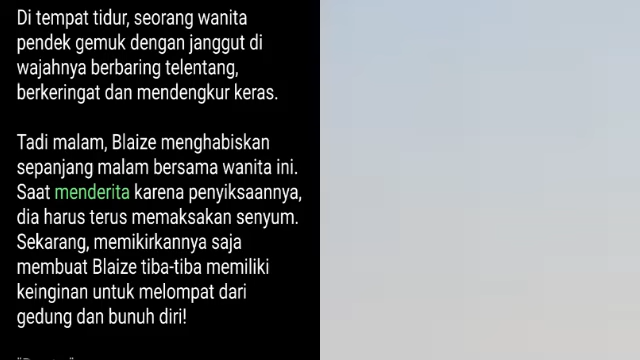 Di tempat tidur, seorang wanita
pendek gemuk dengan janggut di
wajahnya berbaring telentang,
berkeringat dan mendengkur keras.
Tadi malam, Blaize menghabiskan
sepanjang malam bersama wanita ini.
Saat menderita karena penyiksaannya,
dia harus terus memaksakan senyum.
Sekarang, memikirkannya saja
membuat Blaize tiba-tiba memiliki
keinginan untuk melompat dari
gedung dan bunuh diri!